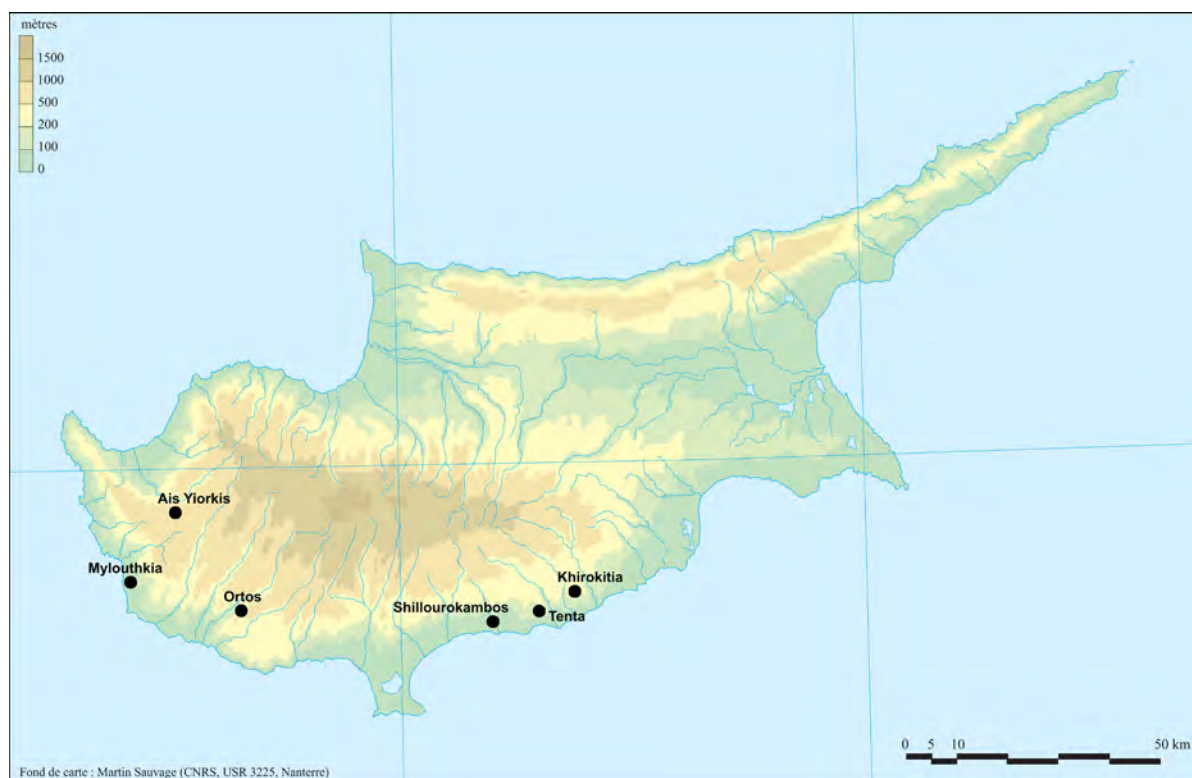 mètres
1500
1000
500
200
100
0
Ais Yiorkis
Mylouthkia
Khirokitia
Ortos
Shillourokambos
Tenta
0 5 10 50 km
Fond de carte : Martin Sauvage (CNRS, USR 3225, Nanterre)